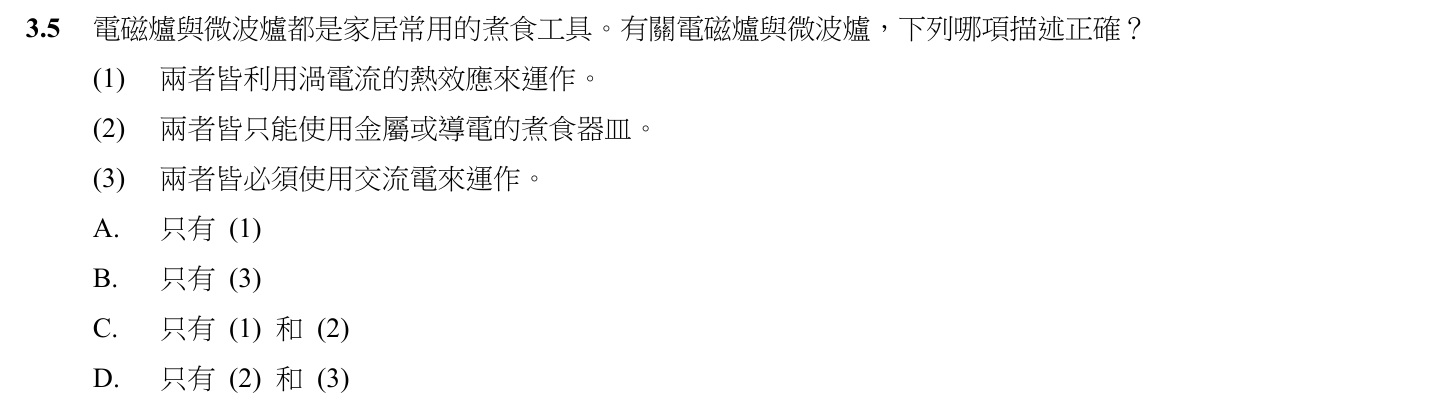 3.5 電磁爐與微波爐都是家居常用的煮食工具。有關電磁爐與微波爐，下列哪項描述正確？
(1) 兩者皆利用渦電流的熱效應來運作。
(2) 兩者皆只能使用金屬或導電的煮食器皿。
(3) 兩者皆必須使用交流電來運作。
A. 只有 (1)
B. 只有 (3)
C. 只有 (1) 和 (2)
D. 只有 (2) 和 (3)